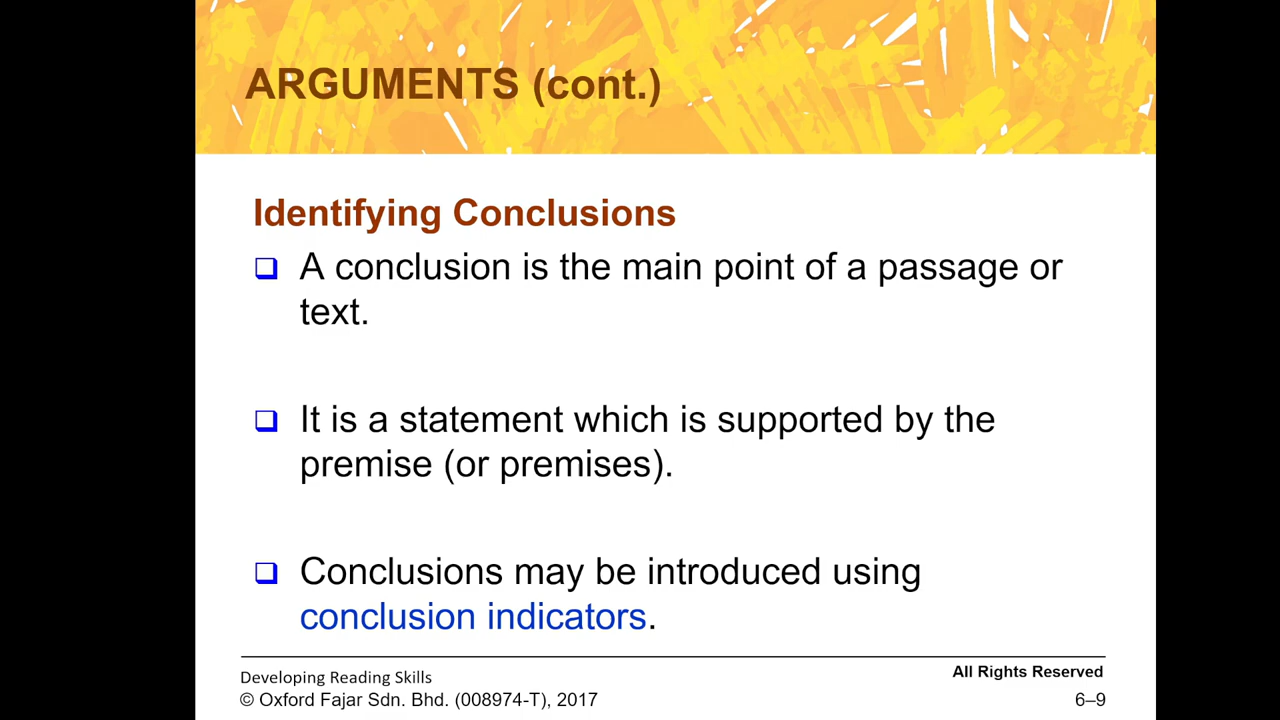 ARGUMENTS (cont.)
Identifying Conclusions
❑ A conclusion is the main point of a passage or
text.
❑ It is a statement which is supported by the
premise (or premises).
❑ Conclusions may be introduced using
conclusion indicators.
Developing Reading Skills
All Rights Reserved
© Oxford Fajar Sdn. Bhd. (008974-T), 2017
6–9